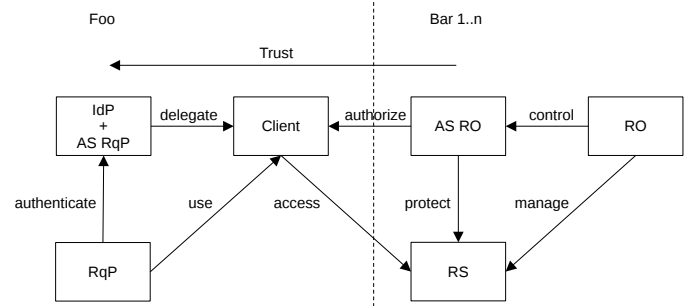 Foo
Bar 1..n
Trust
IdP
+
AS RqP
delegate
Client
authorize
AS RO
control
RO
authenticate
use
access
protect
manage
RqP
RS